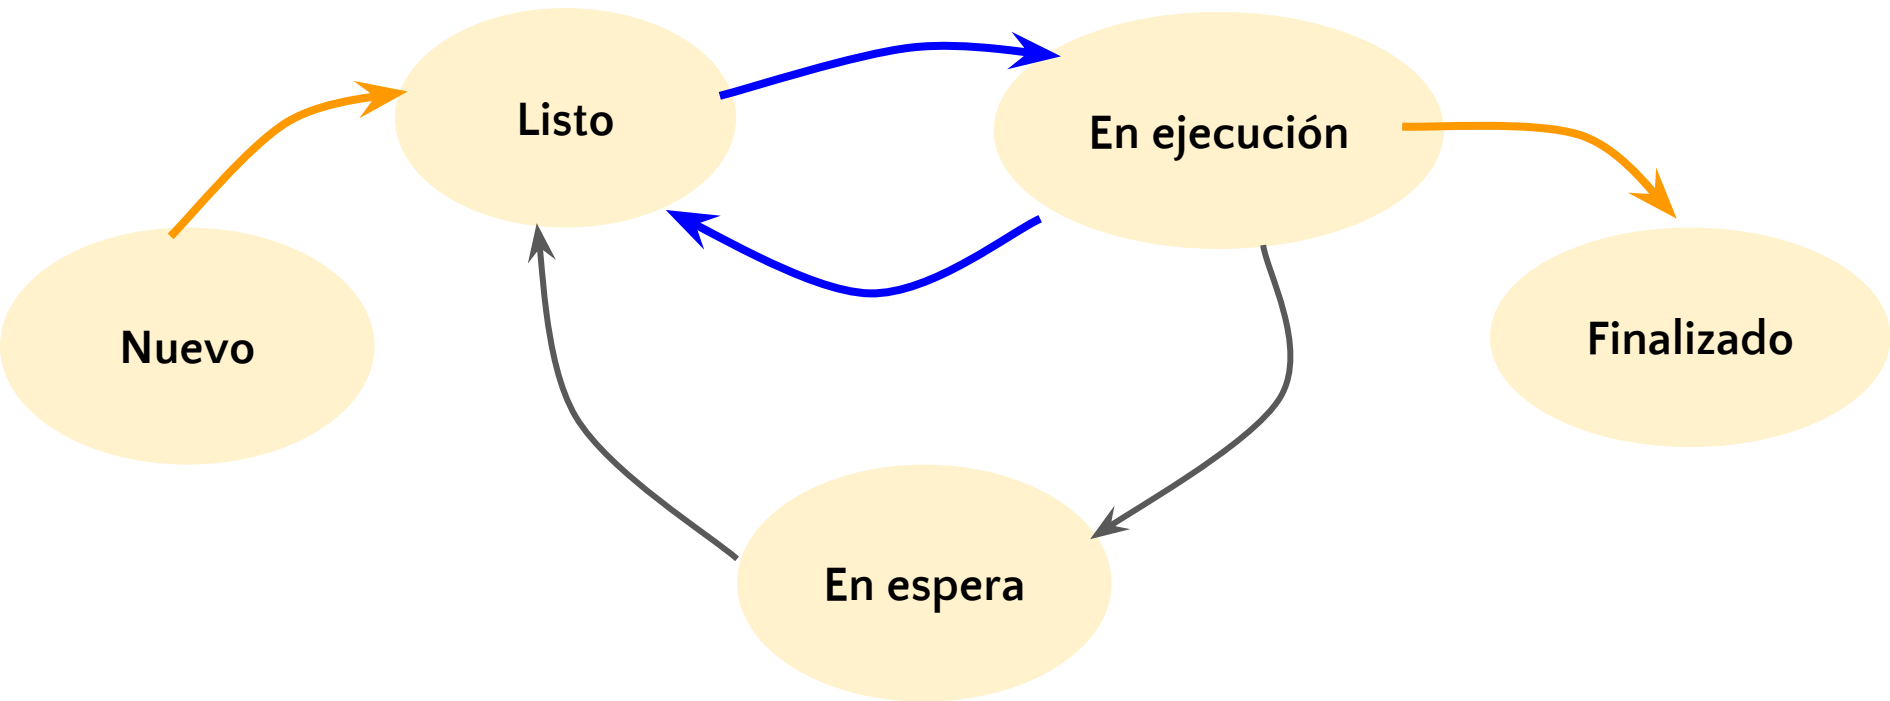 Listo
En ejecución
Nuevo
Finalizado
En espera